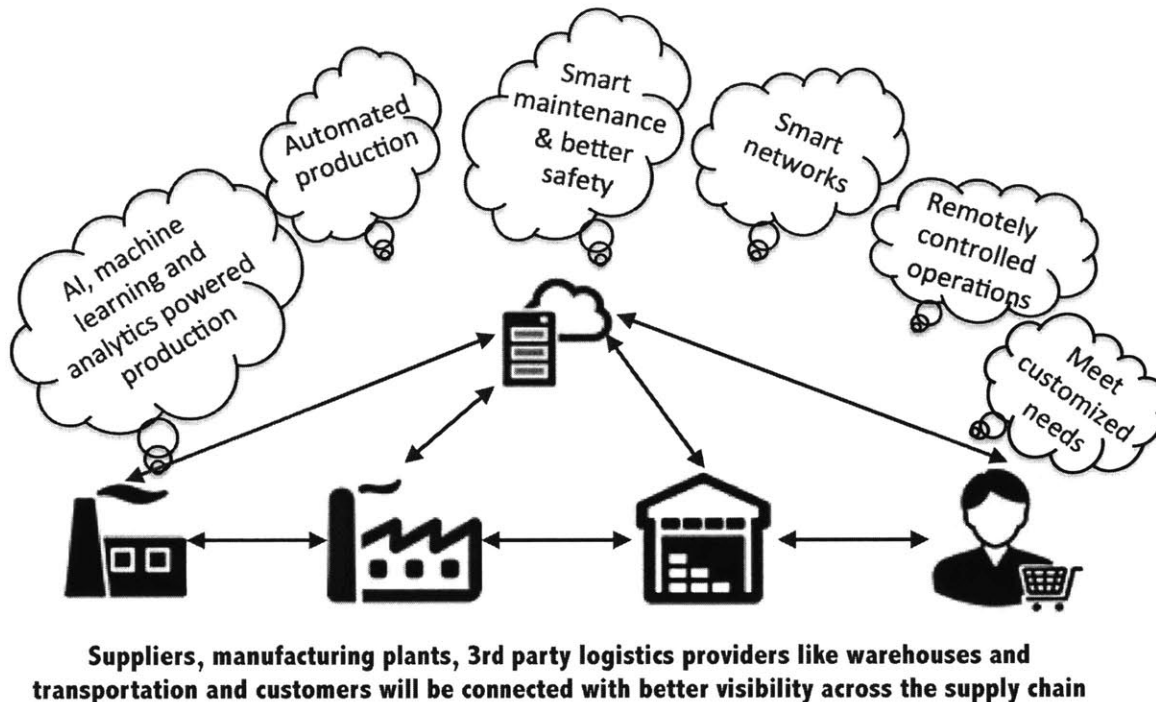 AI, machine
learning and
analytics powered
production
Automated
production
Smart
maintenance
& better
safety
Smart
networks
Remotely
controlled
operations
Meet
customized
needs
Suppliers, manufacturing plants, 3rd party logistics providers like warehouses and
transportation and customers will be connected with better visibility across the supply chain